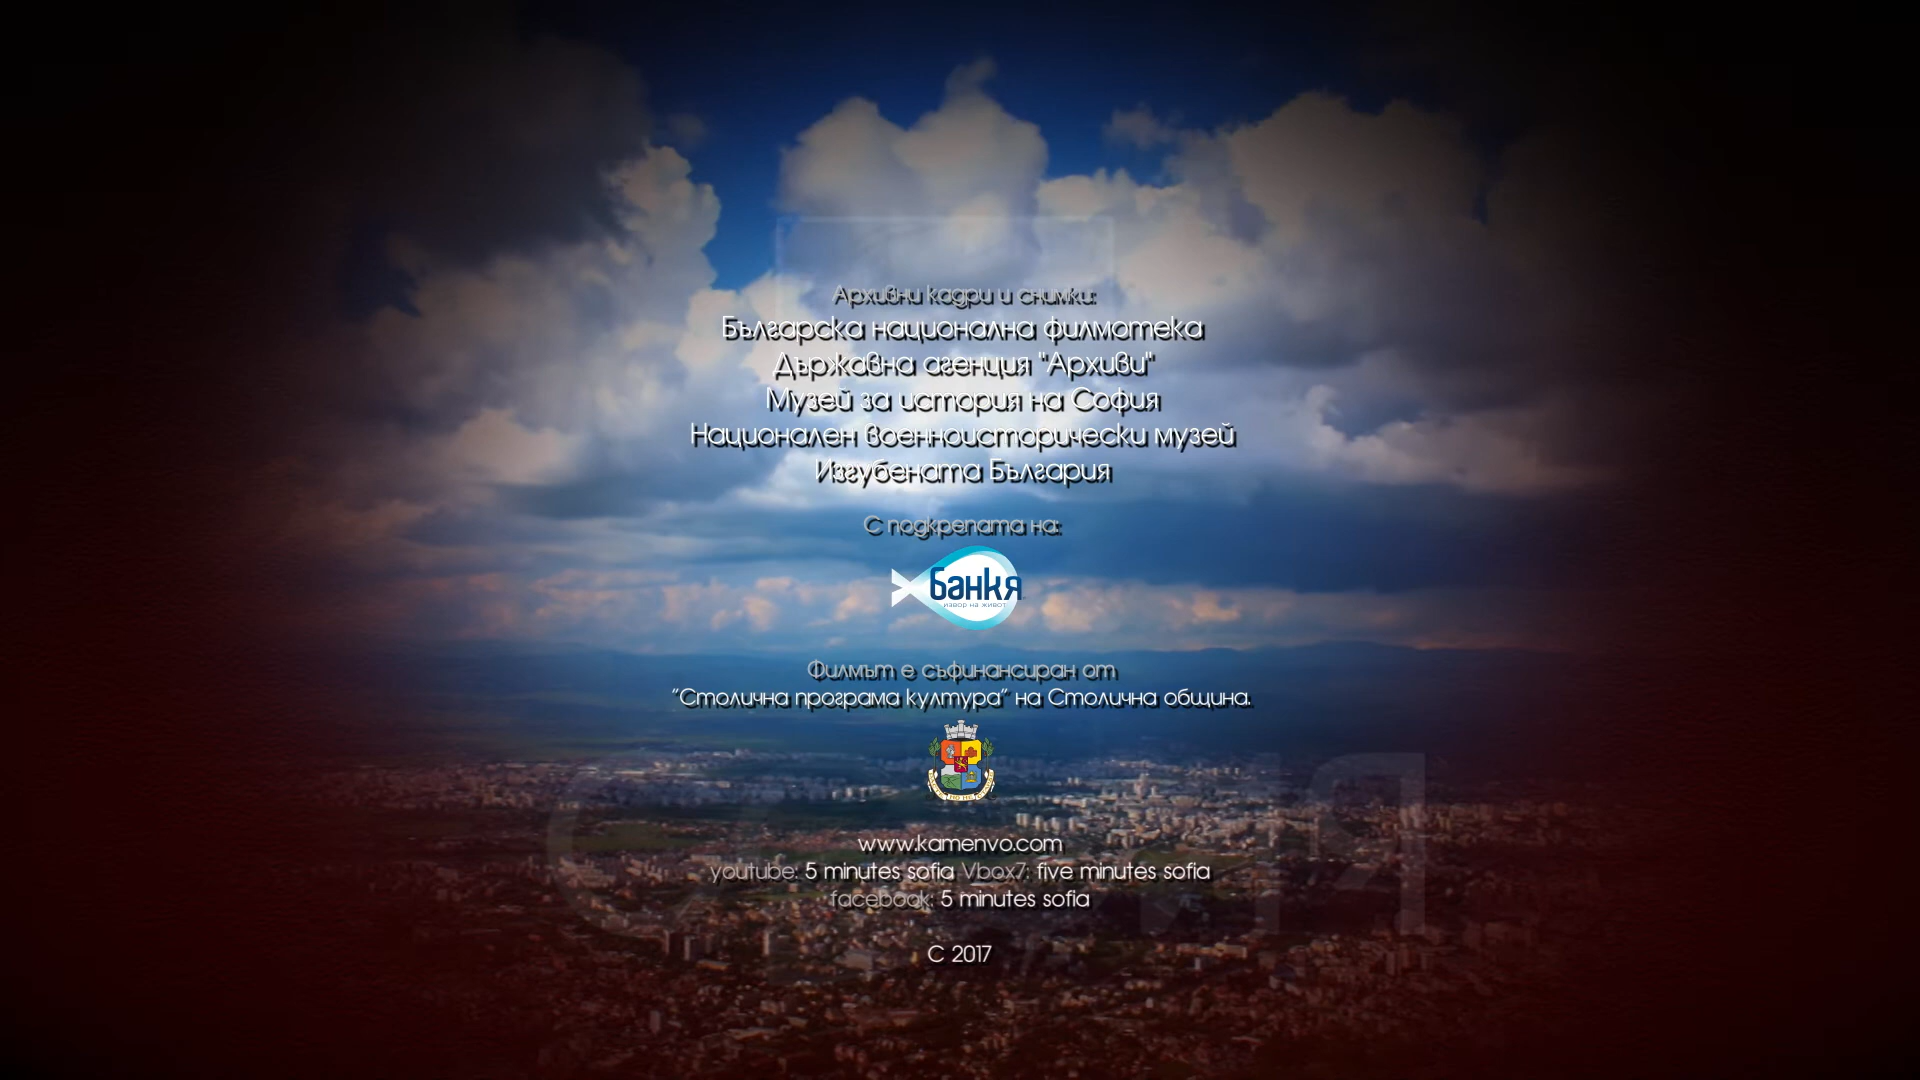 Архивни кадри и снимки:
Българска национална филмотека
Държавна агенция "Архиви"
Музей за история на София
Национален военноисторически музей
Изгубената България
С подкрепата на:
банкя
извор на живот
Филмът е съфинансиран от
"Столична програма култура" на Столична община.
www.kamenvo.com
youtube: 5 minutes sofia Vbox7: five minutes sofia
facebook: 5 minutes sofia
C 2017